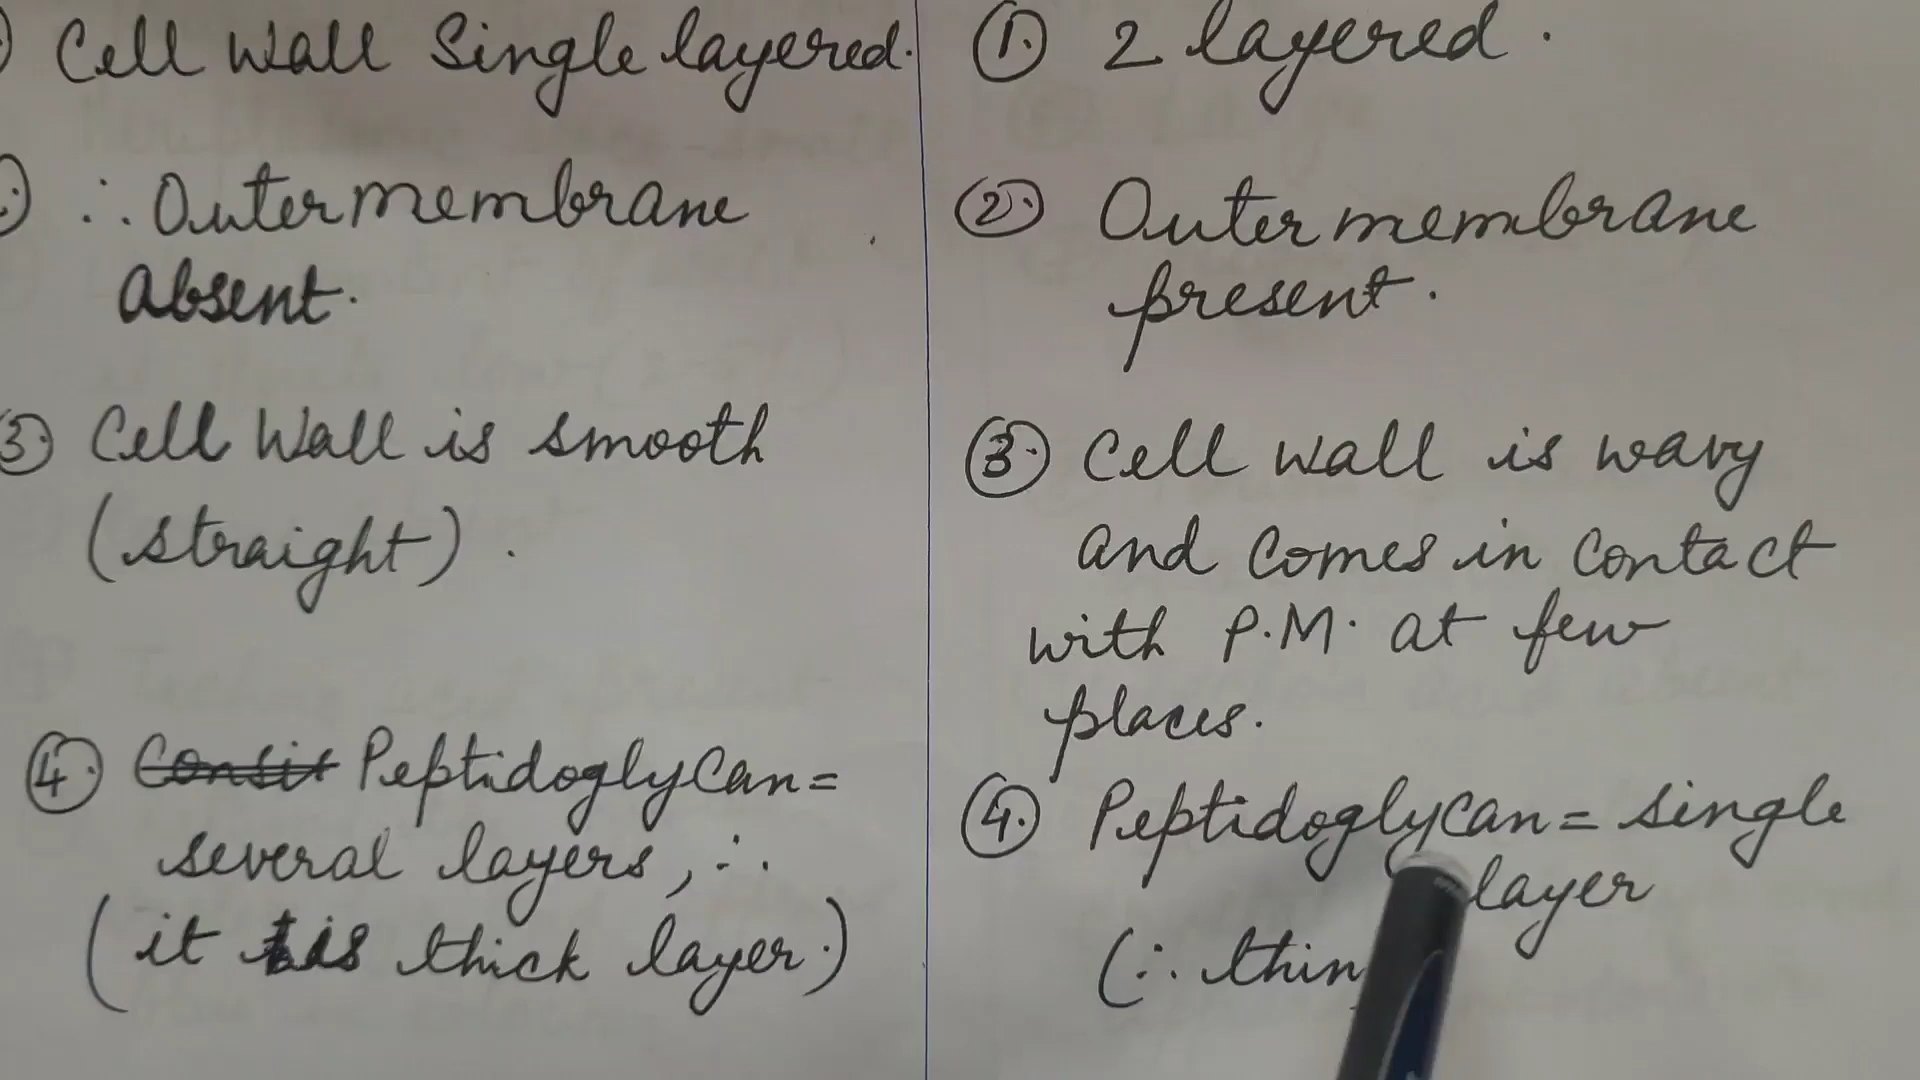 Cell Wall Single layered.
∴ Outer membrane
absent.
3. Cell Wall is smooth
(straight).
4. Consit Peptidoglycan =
several layers, ∴
(it is thick layer.)
1. 2 layered.
2. Outer membrane
present.
3. Cell wall is wavy
and comes in contact
with P.M. at few
places.
4. Peptidoglycan = single
layer
(∴ thin